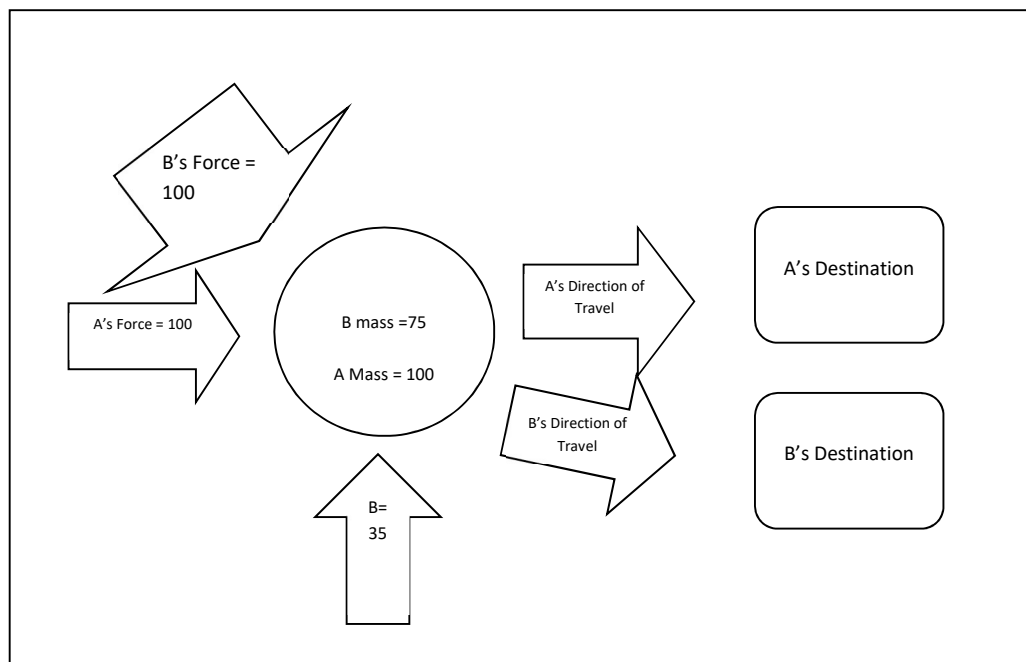 B’s Force =
100
A’s Force = 100
B mass =75
A Mass = 100
A’s Direction of
Travel
B’s Direction of
Travel
A’s Destination
B’s Destination
B=
35